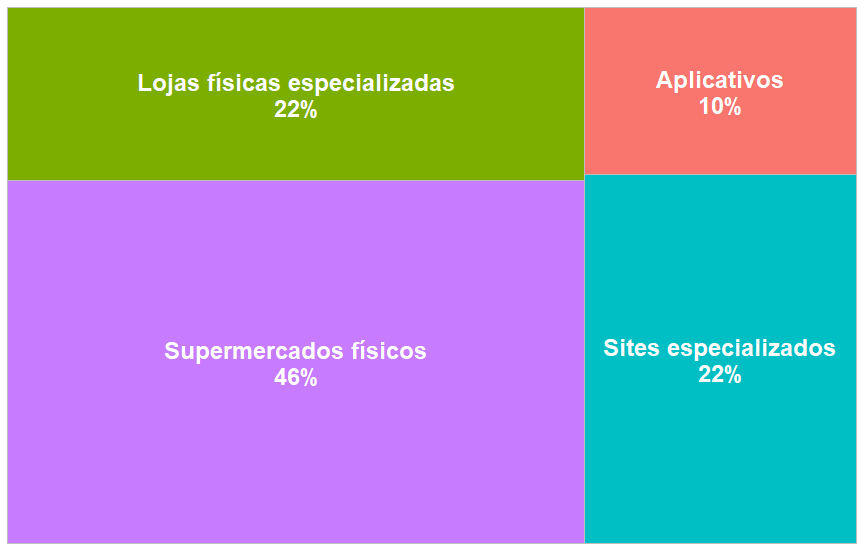 Lojas físicas especializadas
22%
Aplicativos
10%
Supermercados físicos
46%
Sites especializados
22%